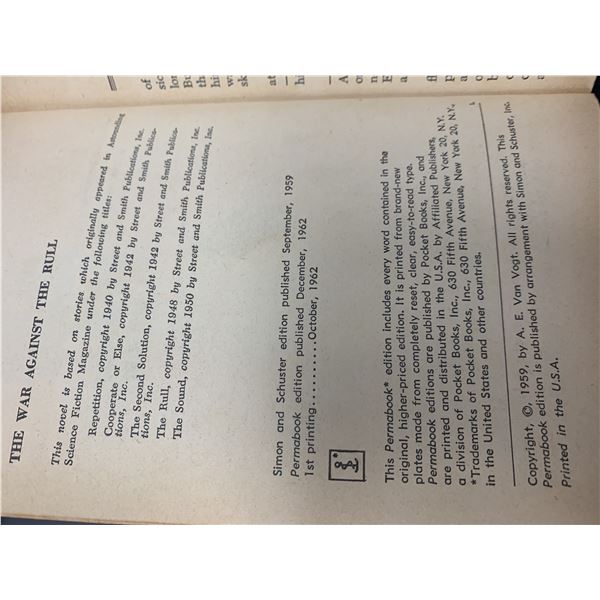 THE WAR AGAINST THE RULL
This novel is based on stories which originally appeared in Astounding
Science Fiction Magazine under the following titles:
Repetition, copyright 1940 by Street and Smith Publications, Inc.
Cooperate or Else, copyright 1942 by Street and Smith Publica-
tions, Inc.
The Second Solution, copyright 1942 by Street and Smith Publica-
tions, Inc.
The Rull, copyright 1948 by Street and Smith Publications, Inc.
The Sound, copyright 1950 by Street and Smith Publications, Inc.
Simon and Schuster edition published September, 1959
Permabook edition published December, 1962
1st printing..........October, 1962
This Permabook* edition includes every word contained in the
original, higher-priced edition. It is printed from brand-new
plates made from completely reset, clear, easy-to-read type.
Permabook editions are published by Pocket Books, Inc., and
are printed and distributed in the U.S.A. by Affiliated Publishers,
a division of Pocket Books, Inc., 630 Fifth Avenue, New York 20, N.Y.
*Trademarks of Pocket Books, Inc., 630 Fifth Avenue, New York 20, N.Y.,
in the United States and other countries.
Copyright, ©, 1959, by A. E. Van Vogt. All rights reserved. This
Permabook edition is published by arrangement with Simon and Schuster, Inc.
Printed in the U.S.A.